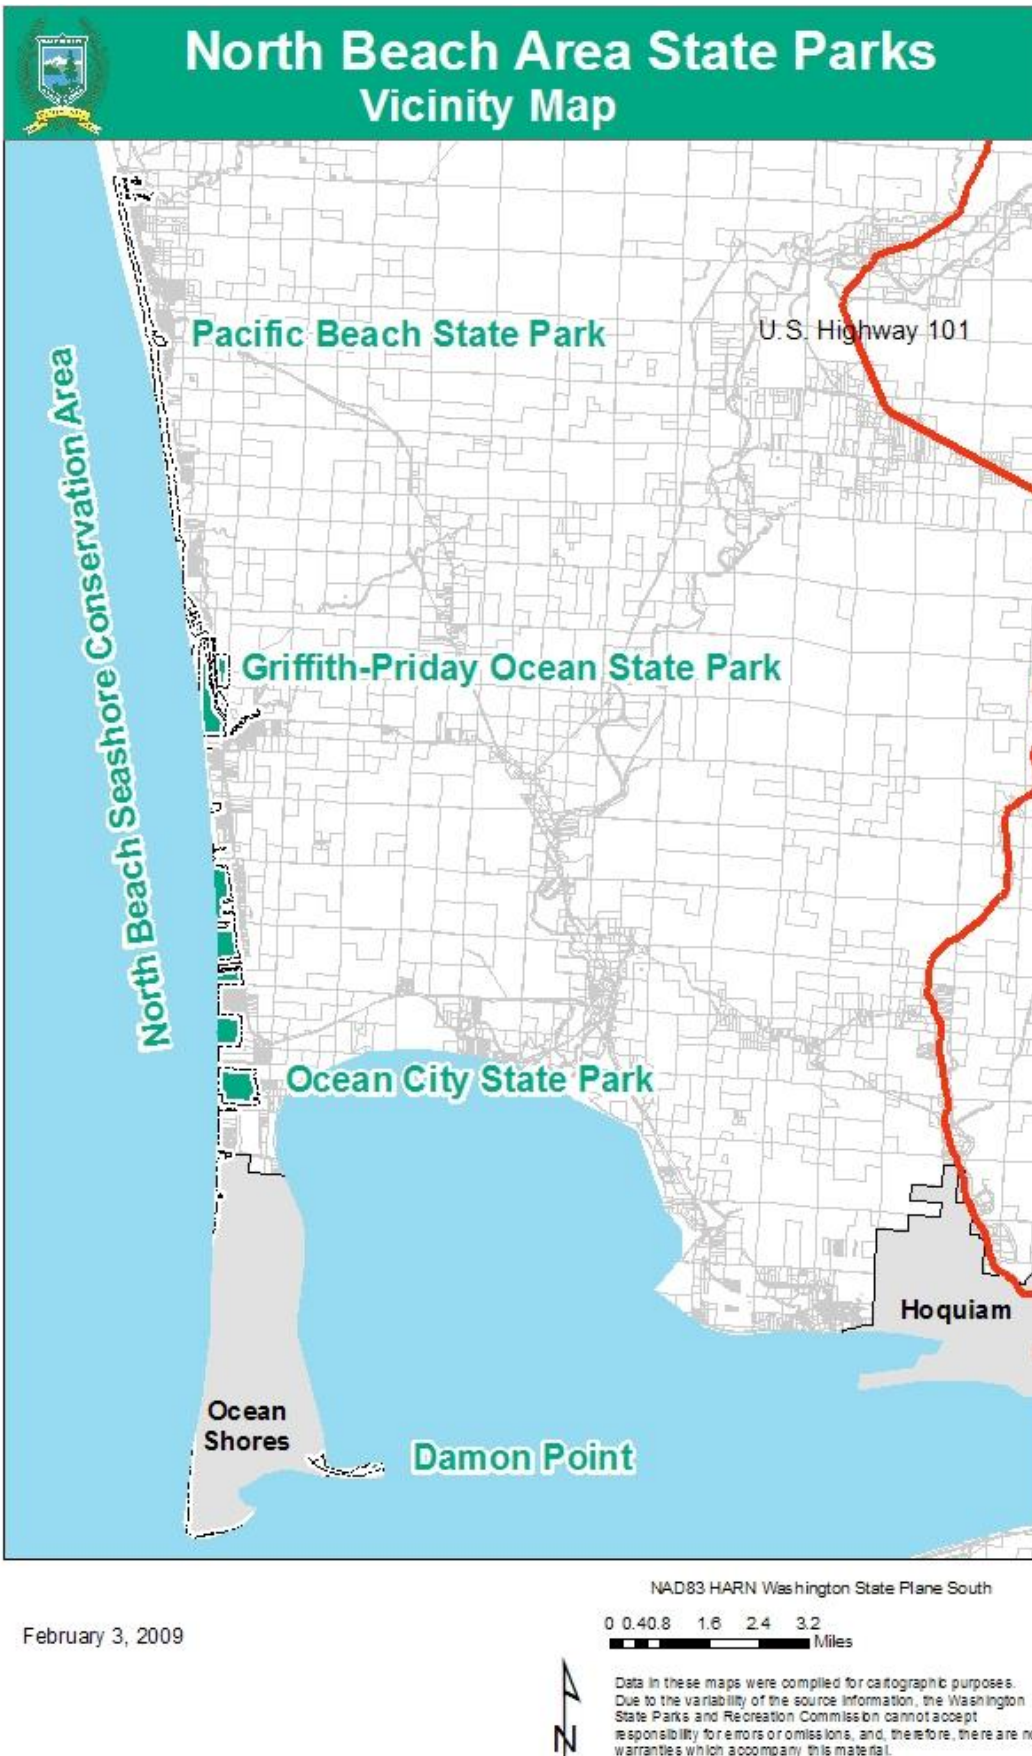 North Beach Area State Parks
Vicinity Map
Pacific Beach State Park
U.S. Highway 101
North Beach Seashore Conservation Area
Griffith-Priday Ocean State Park
Ocean City State Park
Hoquiam
Ocean
Shores
Damon Point
NAD83 HARN Washington State Plane South
February 3, 2009
0 0.40.8 1.6 2.4 3.2
Miles
N
Data in these maps were compiled for cartographic purposes.
Due to the variability of the source information, the Washington
State Parks and Recreation Commission cannot accept
responsibility for errors or omissions, and, therefore, there are no
warranties which accompany this material.